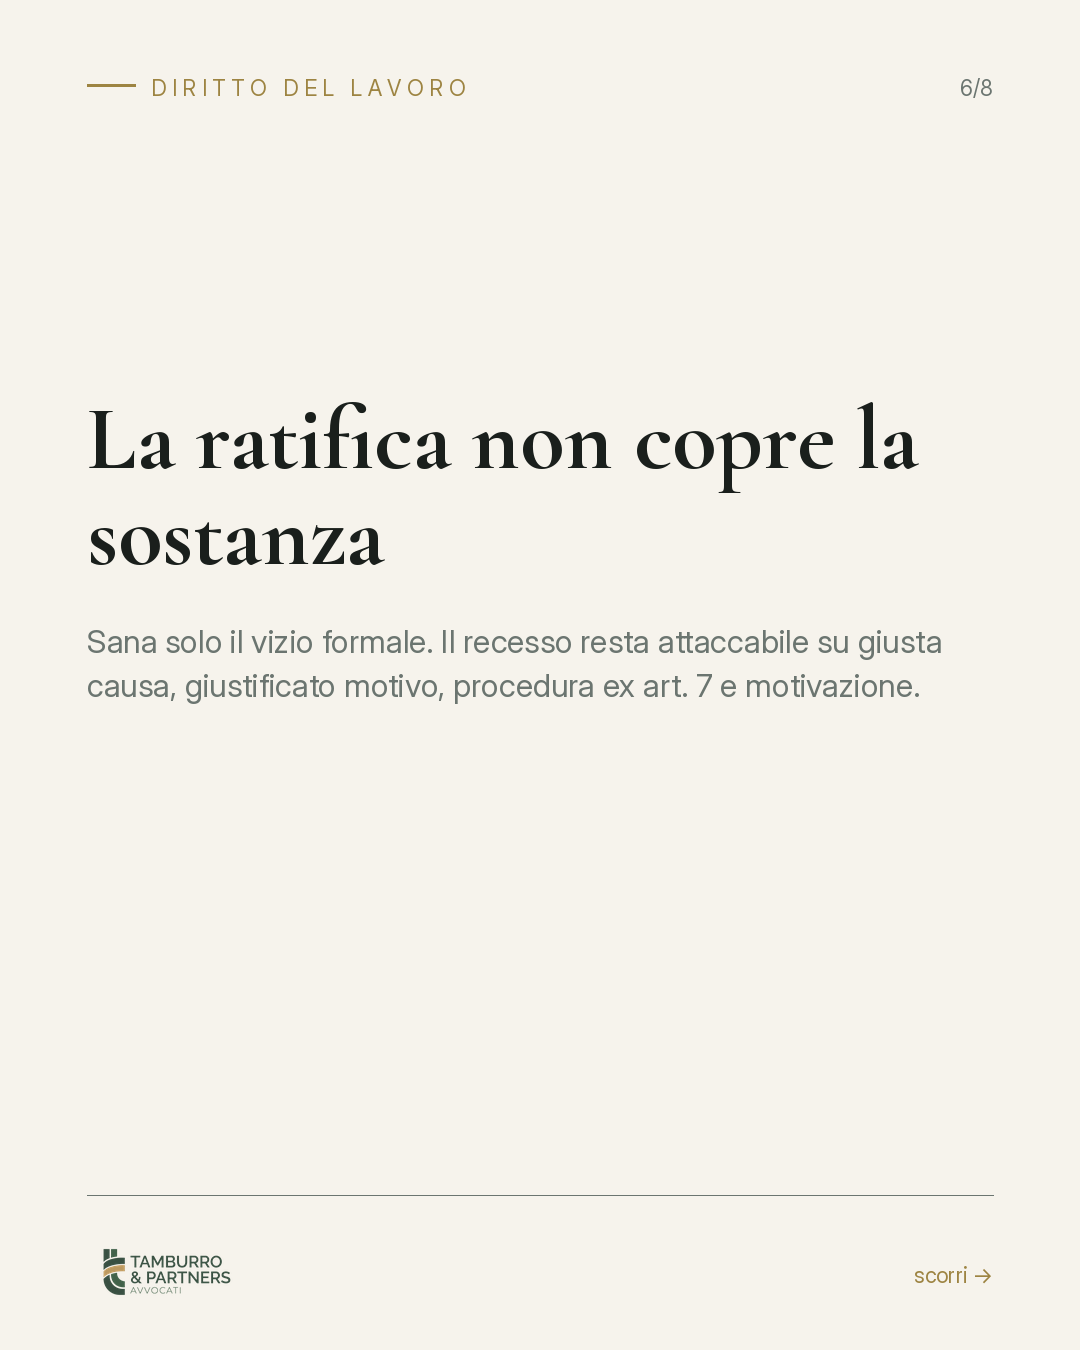 DIRITTO DEL LAVORO
6/8
La ratifica non copre la
sostanza
Sana solo il vizio formale. Il recesso resta attaccabile su giusta
causa, giustificato motivo, procedura ex art. 7 e motivazione.
TAMBURRO
& PARTNERS
AVVOCATI
scorri →